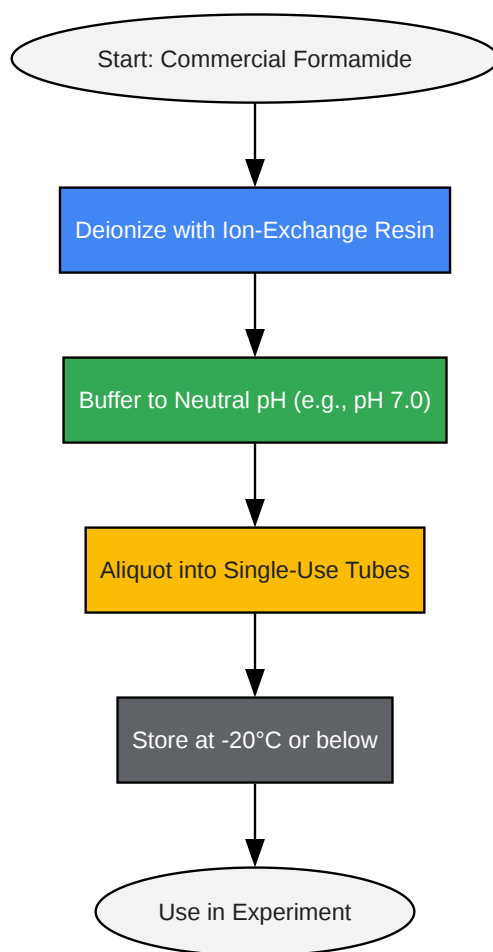 Start: Commercial Formamide
Deionize with Ion-Exchange Resin
Buffer to Neutral pH (e.g., pH 7.0)
Aliquot into Single-Use Tubes
Store at -20°C or below
Use in Experiment